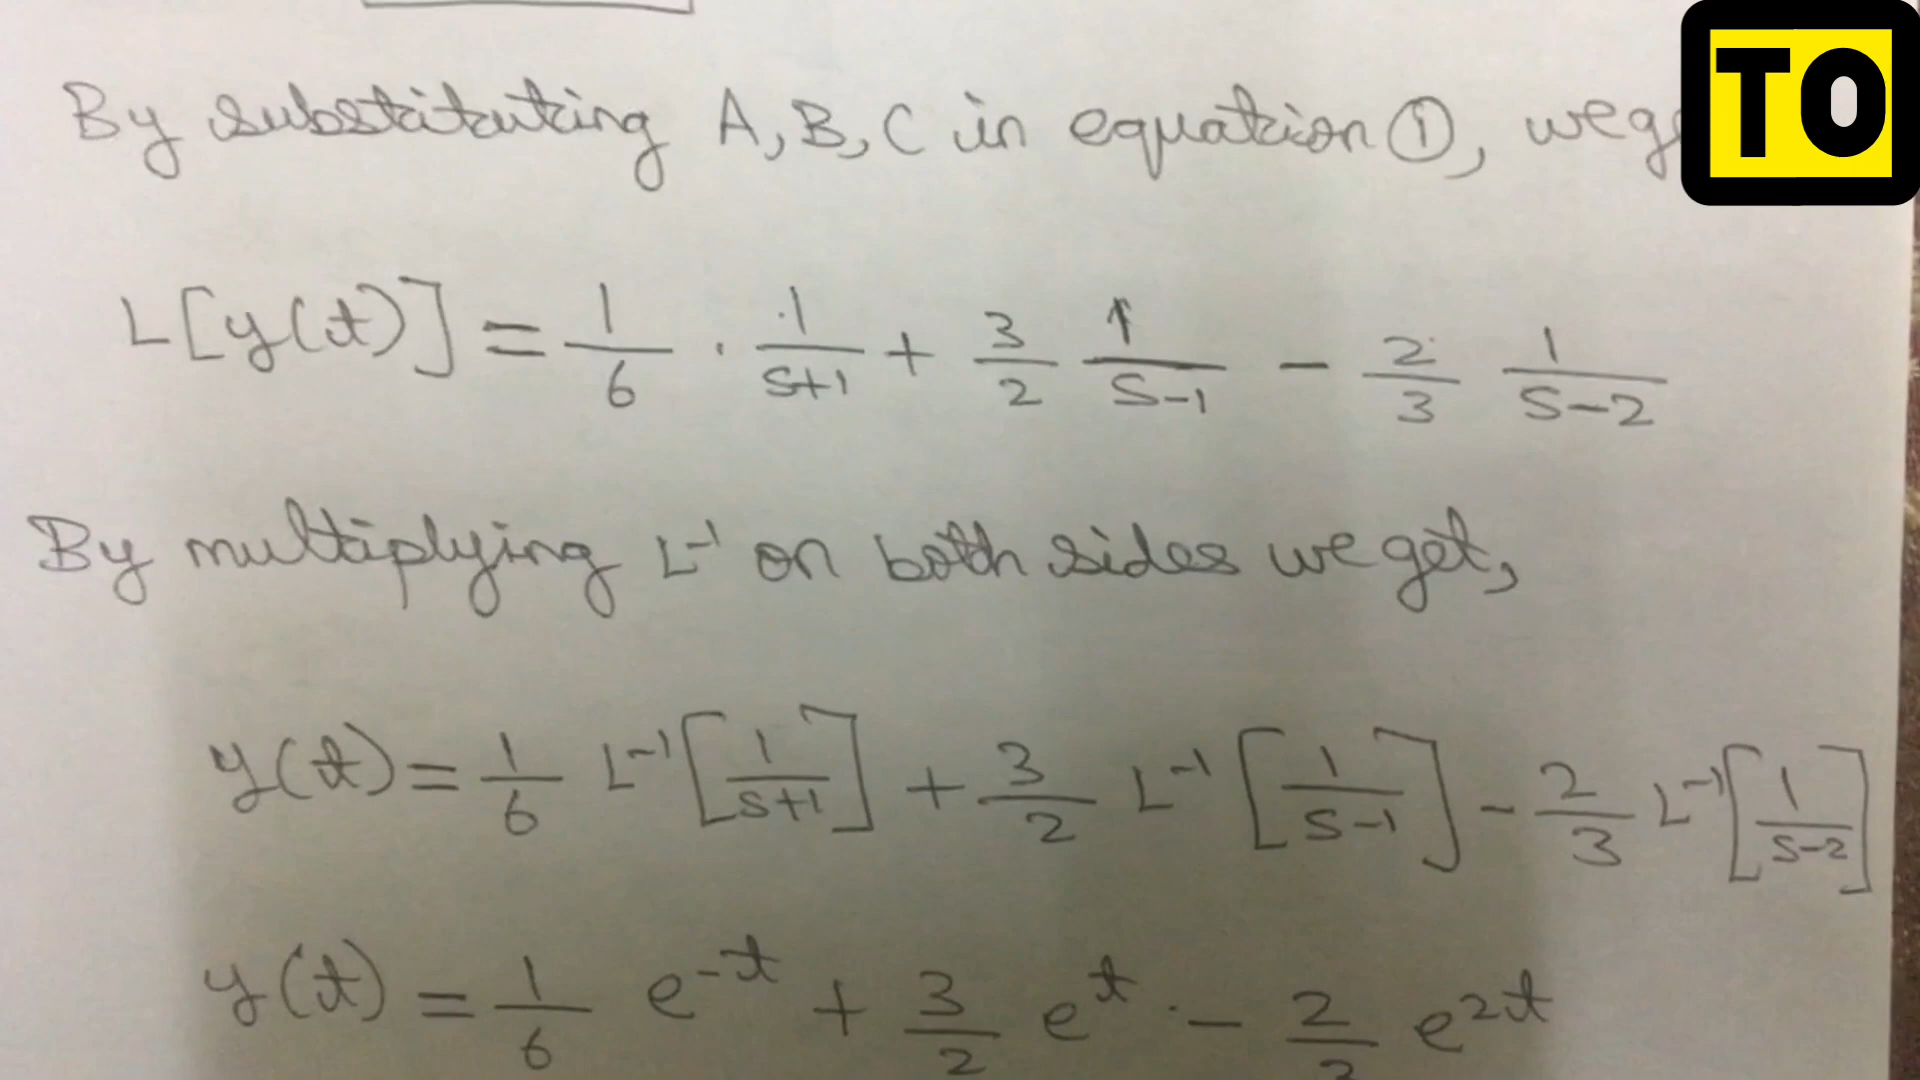 TO
By substituting A, B, C in equation ①,
L[y(t)] = 1/6 · 1/s+1 + 3/2 1/s-1 - 2/3 1/s-2
By multiplying L⁻¹ on both sides we get,
y(t) = 1/6 L⁻¹[1/s+1] + 3/2 L⁻¹[1/s-1] - 2/3 L⁻¹[1/s-2]
y(t) = 1/6 e⁻ᵗ + 3/2 eᵗ - 2/3 e²ᵗ